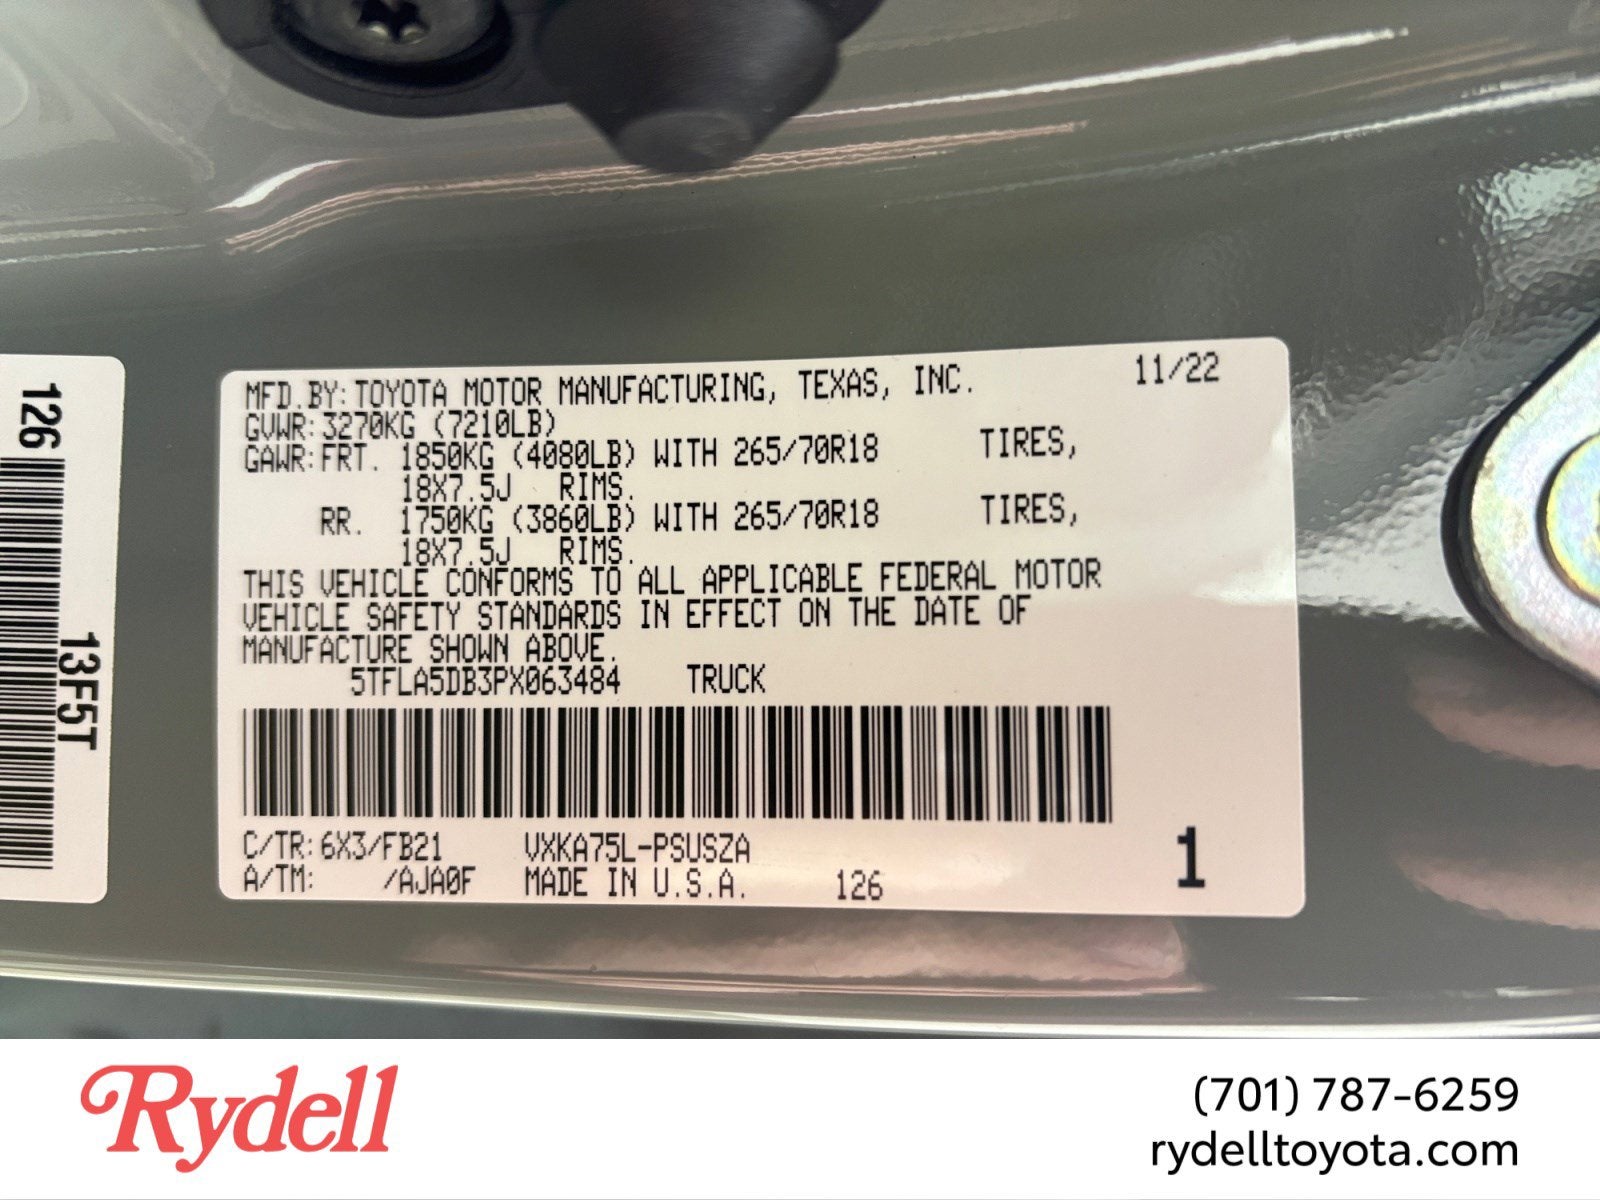 126
13F5T
MFD.BY:TOYOTA MOTOR MANUFACTURING, TEXAS, INC. 11/22
GVWR:3270KG (7210LB)
GAWR:FRT. 1850KG (4080LB) WITH 265/70R18 TIRES,
18X7.5J RIMS.
RR. 1750KG (3860LB) WITH 265/70R18 TIRES,
18X7.5J RIMS.
THIS VEHICLE CONFORMS TO ALL APPLICABLE FEDERAL MOTOR
VEHICLE SAFETY STANDARDS IN EFFECT ON THE DATE OF
MANUFACTURE SHOWN ABOVE.
5TFLA5DB3PX063484 TRUCK
C/TR:6X3/FB21 VXKA75L-PSUSZA
A/TM: /AJA0F MADE IN U.S.A. 126
1
Rydell
(701) 787-6259
rydelltoyota.com